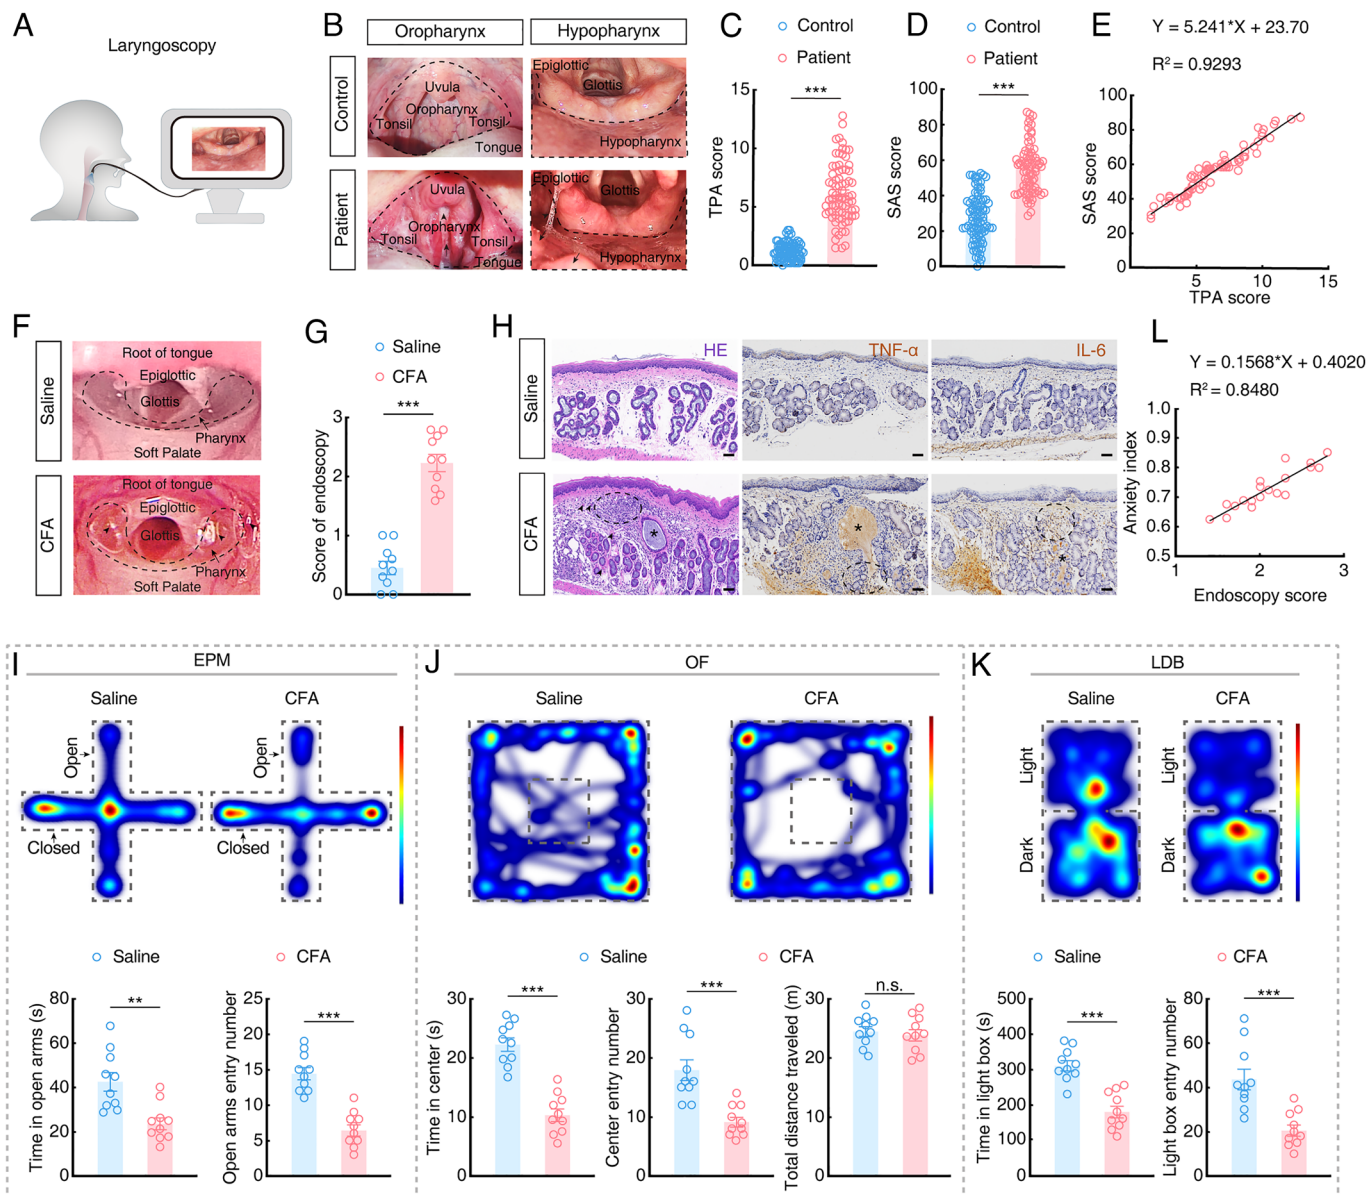 A
Laryngoscopy
B
Oropharynx
Hypopharynx
Control
Uvula
Oropharynx
Tonsil
Tonsil
Tongue
Epiglottic
Glottis
Hypopharynx
Patient
Uvula
Oropharynx
Tonsil
Tonsil
Tongue
Epiglottic
Glottis
Hypopharynx
C
Control
Patient
***
TPA score
15
10
5
0
D
Control
Patient
***
SAS score
100
80
60
40
20
0
E
Y = 5.241*X + 23.70
R² = 0.9293
SAS score
100
80
60
40
20
0
5
10
15
TPA score
F
Saline
Root of tongue
Epiglottic
Glottis
Pharynx
Soft Palate
CFA
Root of tongue
Epiglottic
Glottis
Pharynx
Soft Palate
G
Saline
CFA
***
Score of endoscopy
3
2
1
0
H
Saline
HE
TNF-α
IL-6
CFA
*
*
*
L
Y = 0.1568*X + 0.4020
R² = 0.8480
Anxiety index
1.0
0.9
0.8
0.7
0.6
0.5
1
2
3
Endoscopy score
I
EPM
Saline
CFA
Open
Closed
Open
Closed
Saline
CFA
Time in open arms (s)
80
60
40
20
0
**
Open arms entry number
25
20
15
10
5
0
***
J
OF
Saline
CFA
Saline
CFA
Time in center (s)
30
20
10
0
***
Center entry number
30
20
10
0
***
Total distance traveled (m)
30
20
10
0
n.s.
K
LDB
Saline
CFA
Light
Dark
Light
Dark
Saline
CFA
Time in light box (s)
500
400
300
200
100
0
***
Light box entry number
80
60
40
20
0
***